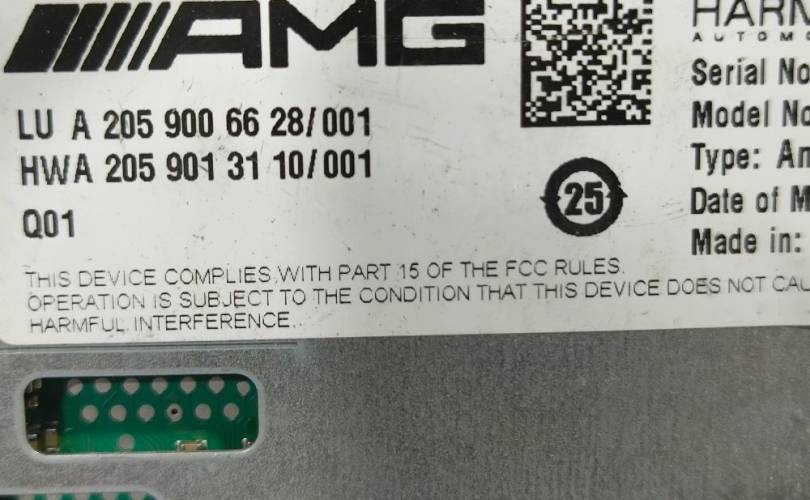 AMG
LU A 205 900 66 28/001
HWA 205 901 31 10/001
Q01
25
HARM
AUTOMO
Serial No
Model No
Type: Am
Date of M
Made in:
THIS DEVICE COMPLIES WITH PART 15 OF THE FCC RULES.
OPERATION IS SUBJECT TO THE CONDITION THAT THIS DEVICE DOES NOT CAU
HARMFUL INTERFERENCE.